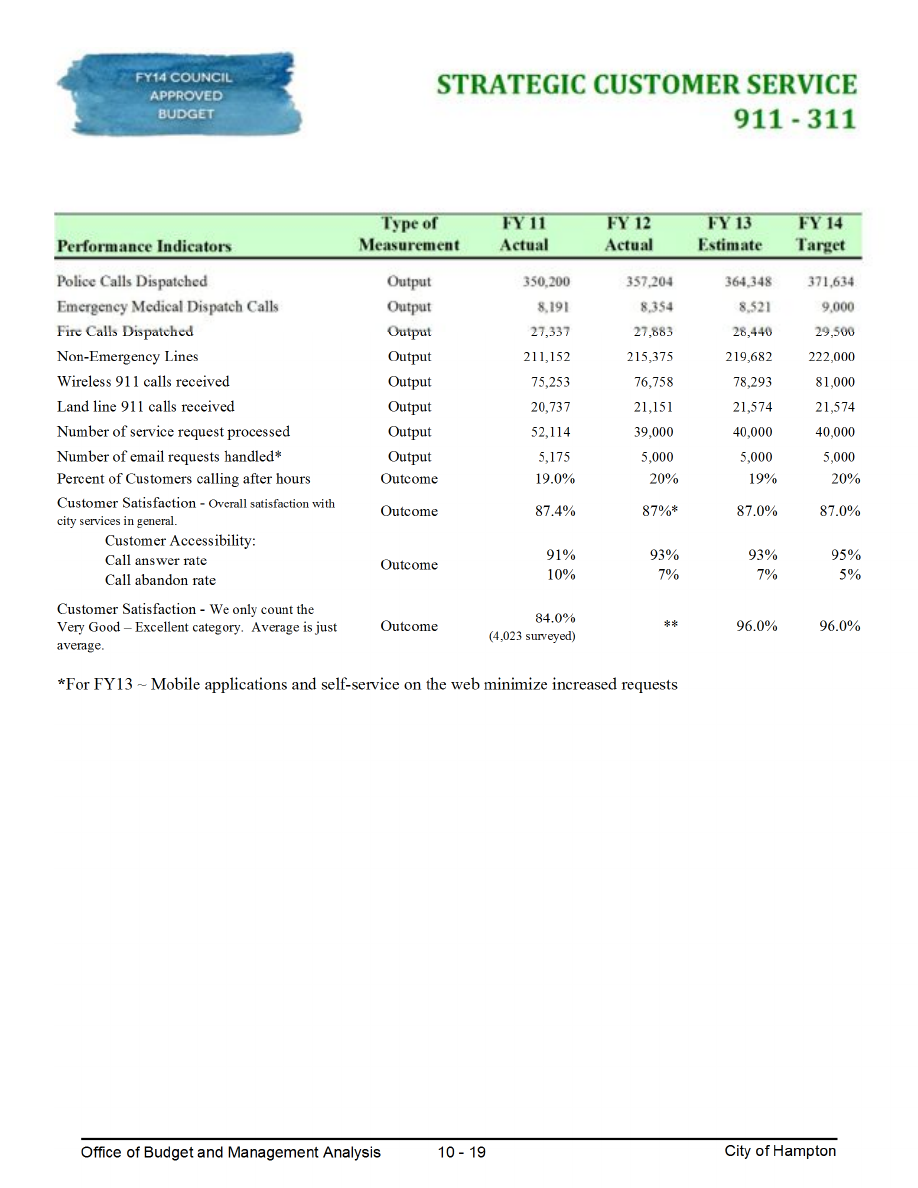 FY14 COUNCIL
APPROVED
BUDGET
STRATEGIC CUSTOMER SERVICE
911 - 311
Performance Indicators Type of Measurement FY 11 Actual FY 12 Actual FY 13 Estimate FY 14 Target
Police Calls Dispatched Output 350,200 357,204 364,348 371,634
Emergency Medical Dispatch Calls Output 8,191 8,354 8,521 9,000
Fire Calls Dispatched Output 27,337 27,883 28,440 29,500
Non-Emergency Lines Output 211,152 215,375 219,682 222,000
Wireless 911 calls received Output 75,253 76,758 78,293 81,000
Land line 911 calls received Output 20,737 21,151 21,574 21,574
Number of service request processed Output 52,114 39,000 40,000 40,000
Number of email requests handled* Output 5,175 5,000 5,000 5,000
Percent of Customers calling after hours Outcome 19.0% 20% 19% 20%
Customer Satisfaction - Overall satisfaction with
city services in general. Outcome 87.4% 87%* 87.0% 87.0%
Customer Accessibility:
Call answer rate Outcome 91% 93% 93% 95%
Call abandon rate 10% 7% 7% 5%
Customer Satisfaction - We only count the
Very Good – Excellent category. Average is just
average. Outcome 84.0% (4,023 surveyed) ** 96.0% 96.0%
*For FY13 ~ Mobile applications and self-service on the web minimize increased requests
Office of Budget and Management Analysis 10 - 19 City of Hampton